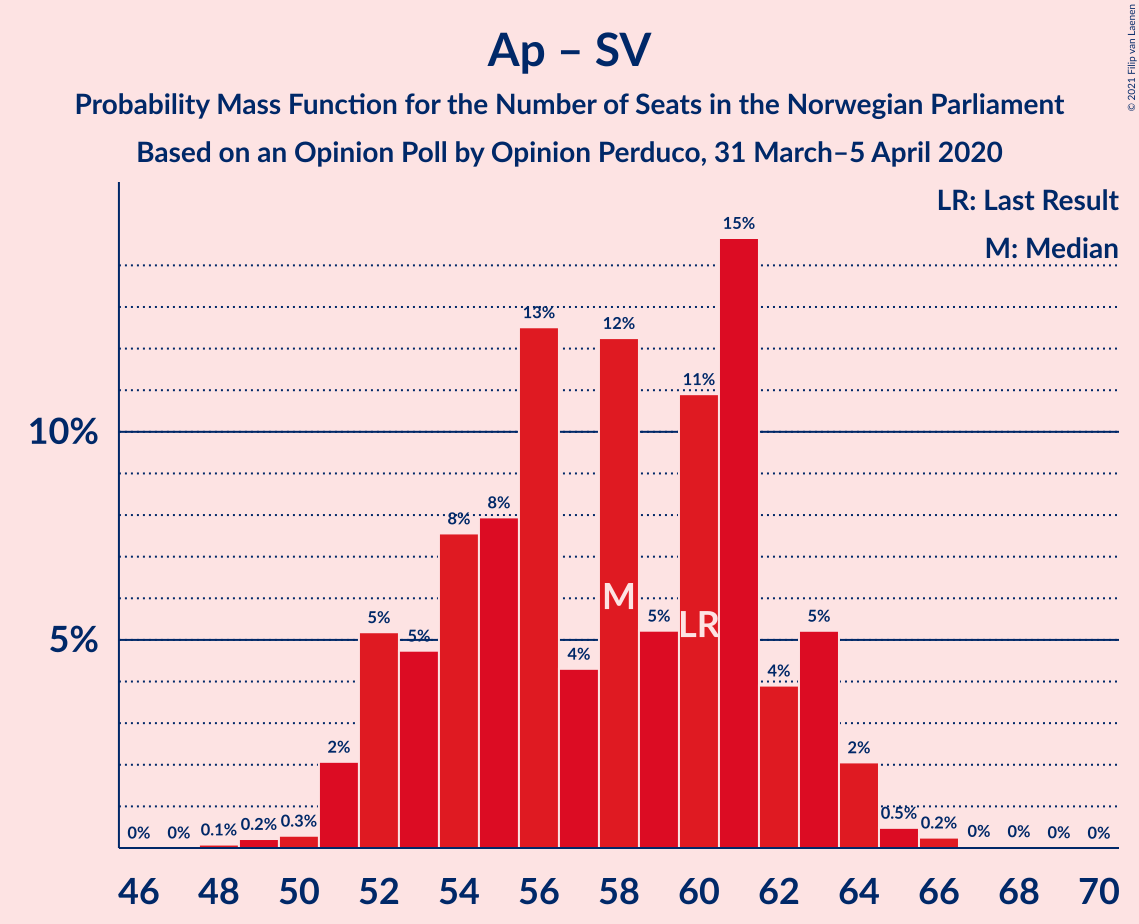 © 2021 Filip van Laenen
Ap – SV
Probability Mass Function for the Number of Seats in the Norwegian Parliament
Based on an Opinion Poll by Opinion Perduco, 31 March–5 April 2020
LR: Last Result
M: Median
10%
5%
0% 0% 0.1% 0.2% 0.3% 2% 5% 5% 8% 8% 13% 4% 12% 5% 11% 15% 4% 5% 2% 0.5% 0.2% 0% 0% 0% 0%
M
LR
46 48 50 52 54 56 58 60 62 64 66 68 70